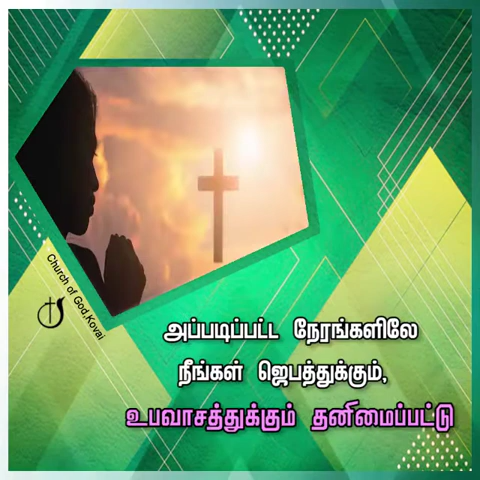 Church of God,Kovai
அப்படிப்பட்ட நேரங்களிலே
நீங்கள் ஜெபத்துக்கும்,
உபவாசத்துக்கும் தனிமைப்பட்டு